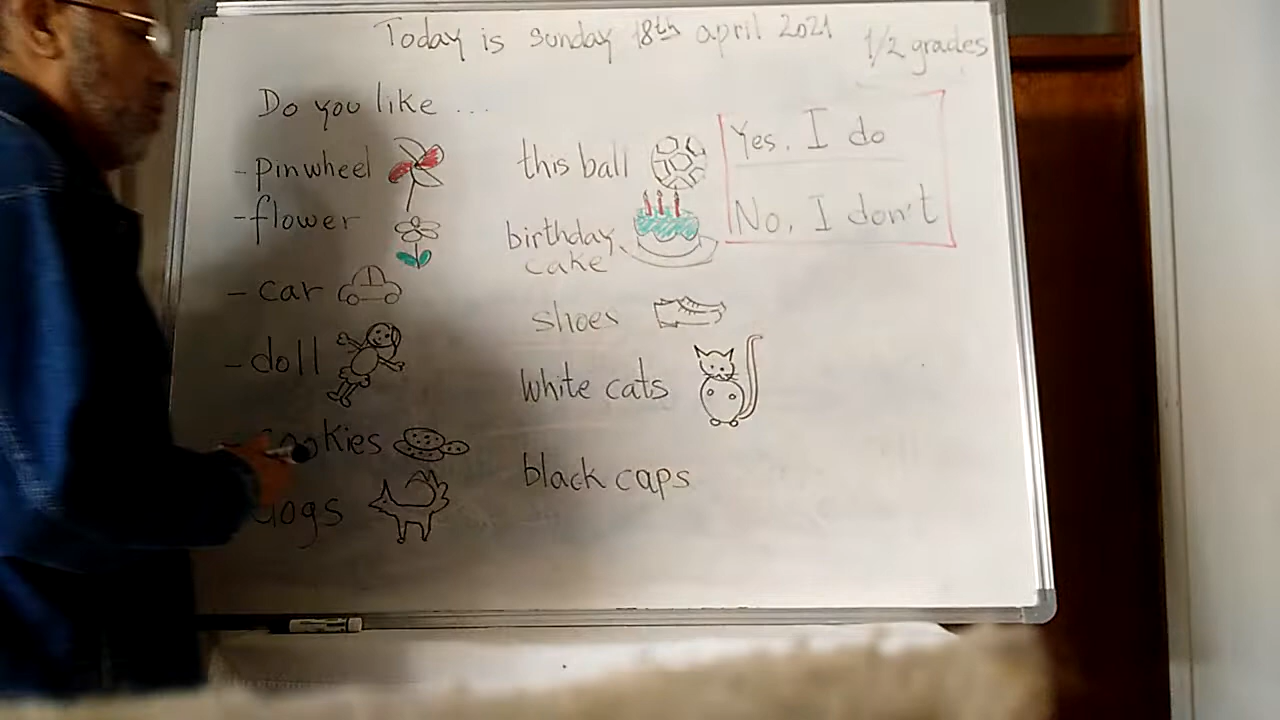 Today is Sunday 18th april 2021
1/2 grades
Do you like ...
- pinwheel
- flower
- car
- doll
- cookies
dogs
this ball
birthday
cake
shoes
white cats
black caps
Yes, I do
No, I don't